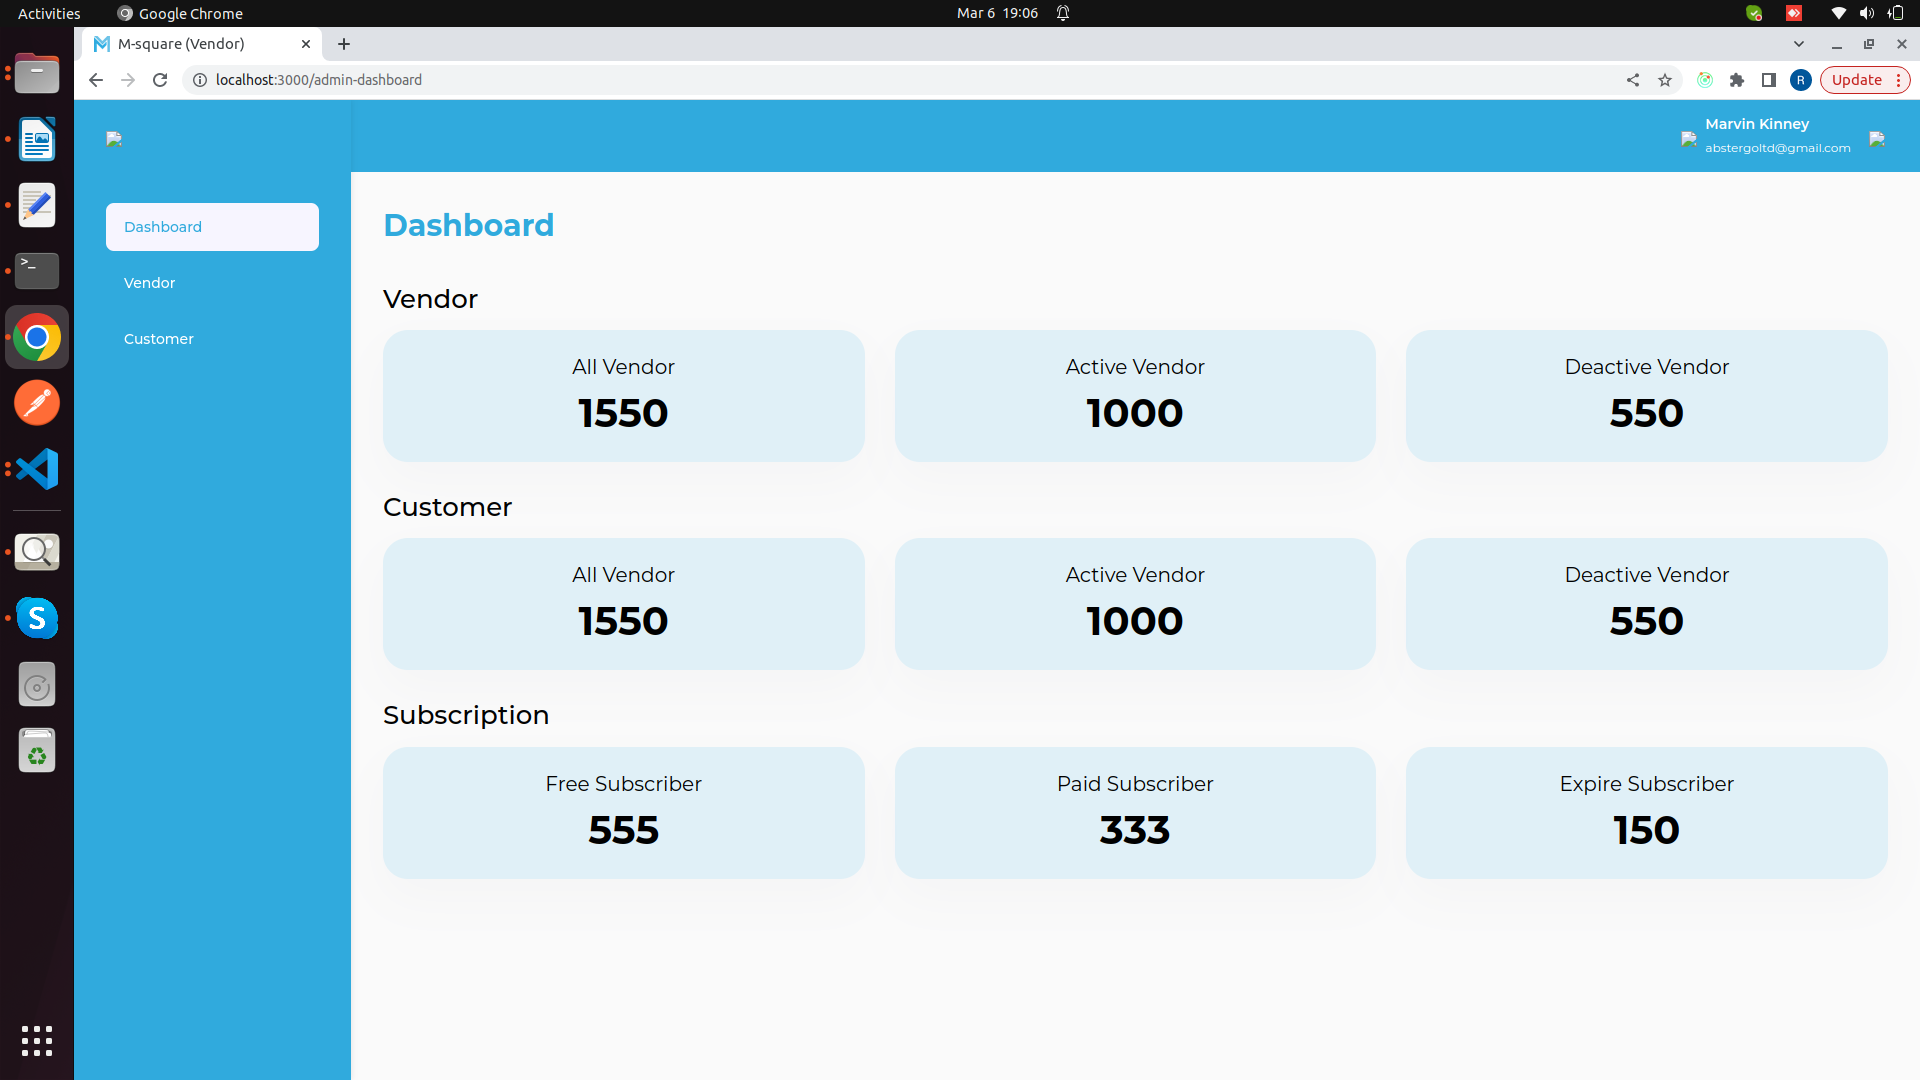 Activities
Google Chrome
Mar 6 19:06
M-square (Vendor)
localhost:3000/admin-dashboard
R
Update
Marvin Kinney
abstergoltd@gmail.com
Dashboard
Vendor
Customer
Dashboard
Vendor
All Vendor
1550
Active Vendor
1000
Deactive Vendor
550
Customer
All Vendor
1550
Active Vendor
1000
Deactive Vendor
550
Subscription
Free Subscriber
555
Paid Subscriber
333
Expire Subscriber
150